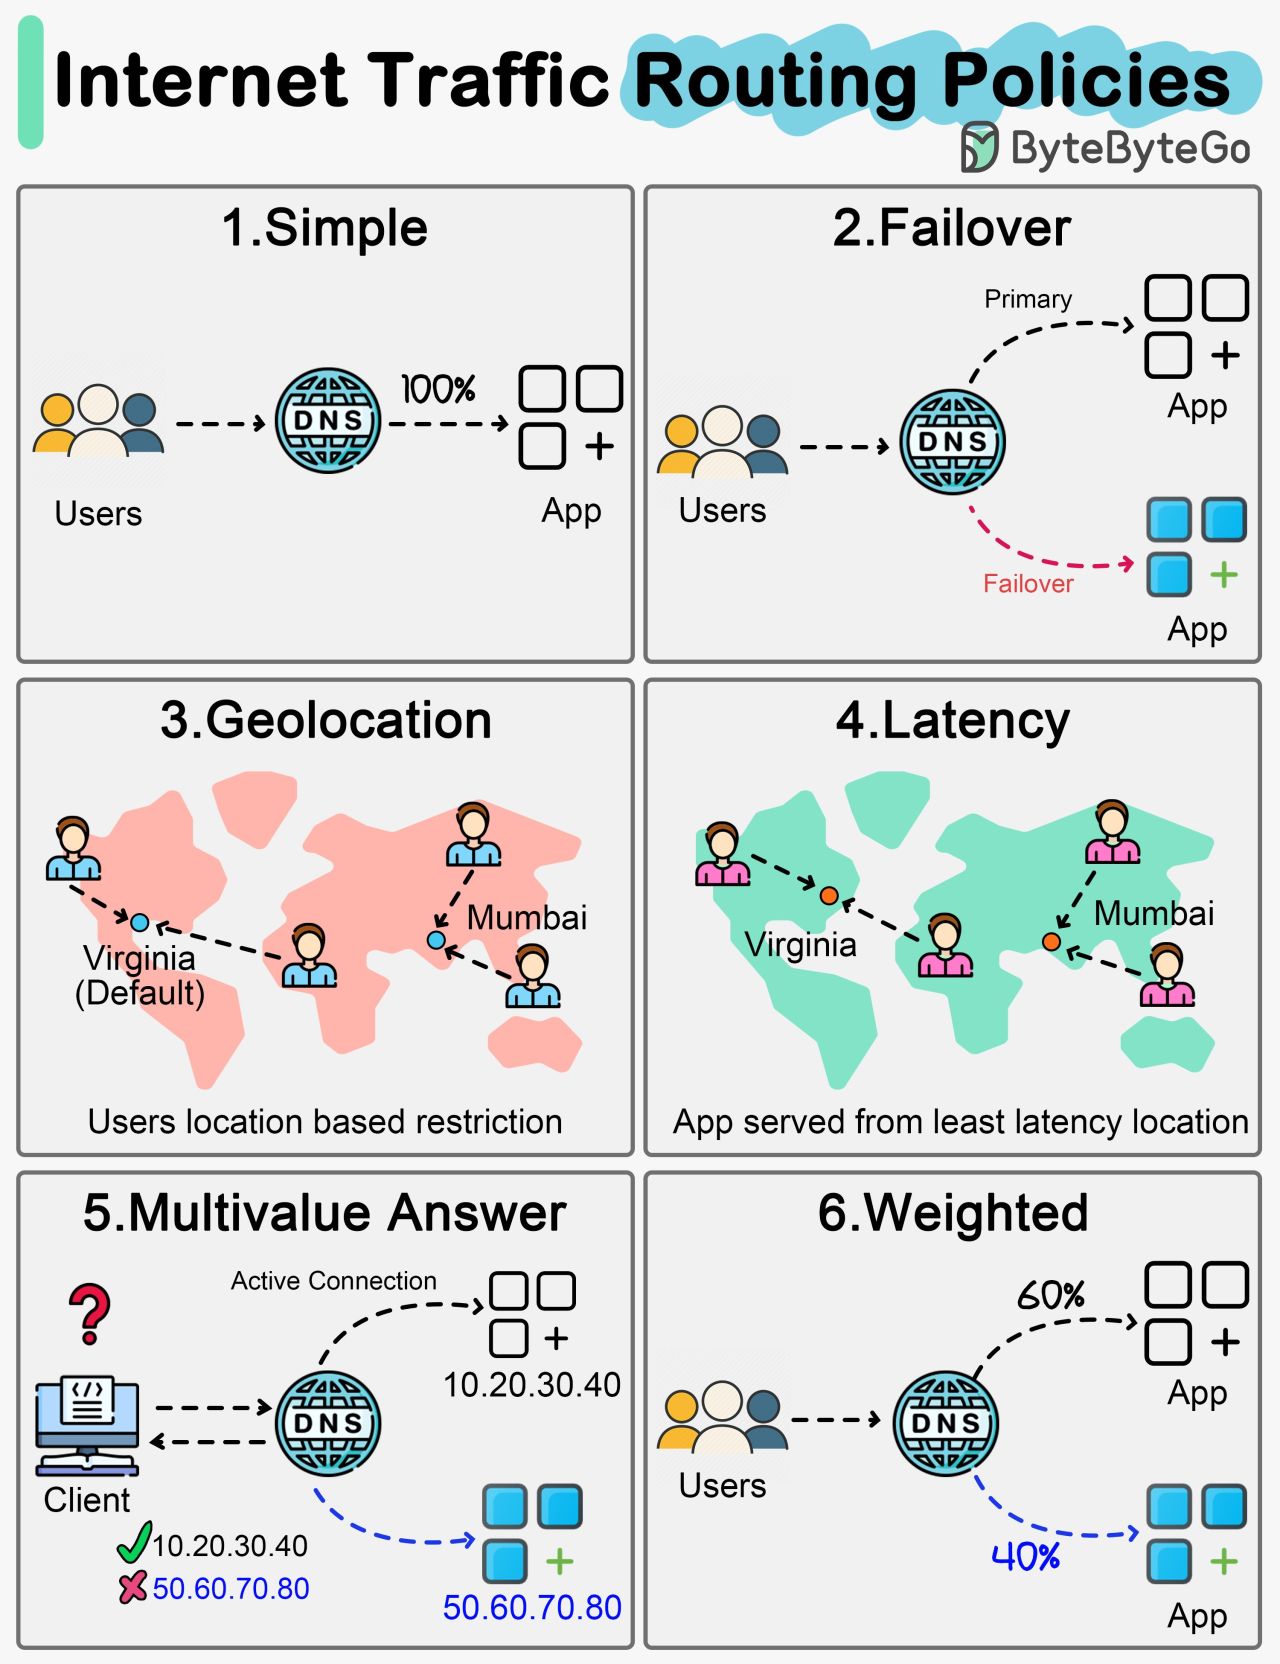 Internet Traffic Routing Policies
ByteByteGo
1.Simple
100%
DNS
Users
App
2.Failover
Primary
App
DNS
Users
Failover
App
3.Geolocation
Mumbai
Virginia
(Default)
Users location based restriction
4.Latency
Mumbai
Virginia
App served from least latency location
5.Multivalue Answer
Active Connection
?
</>
10.20.30.40
DNS
Client
10.20.30.40
50.60.70.80
50.60.70.80
6.Weighted
60%
App
DNS
Users
40%
App